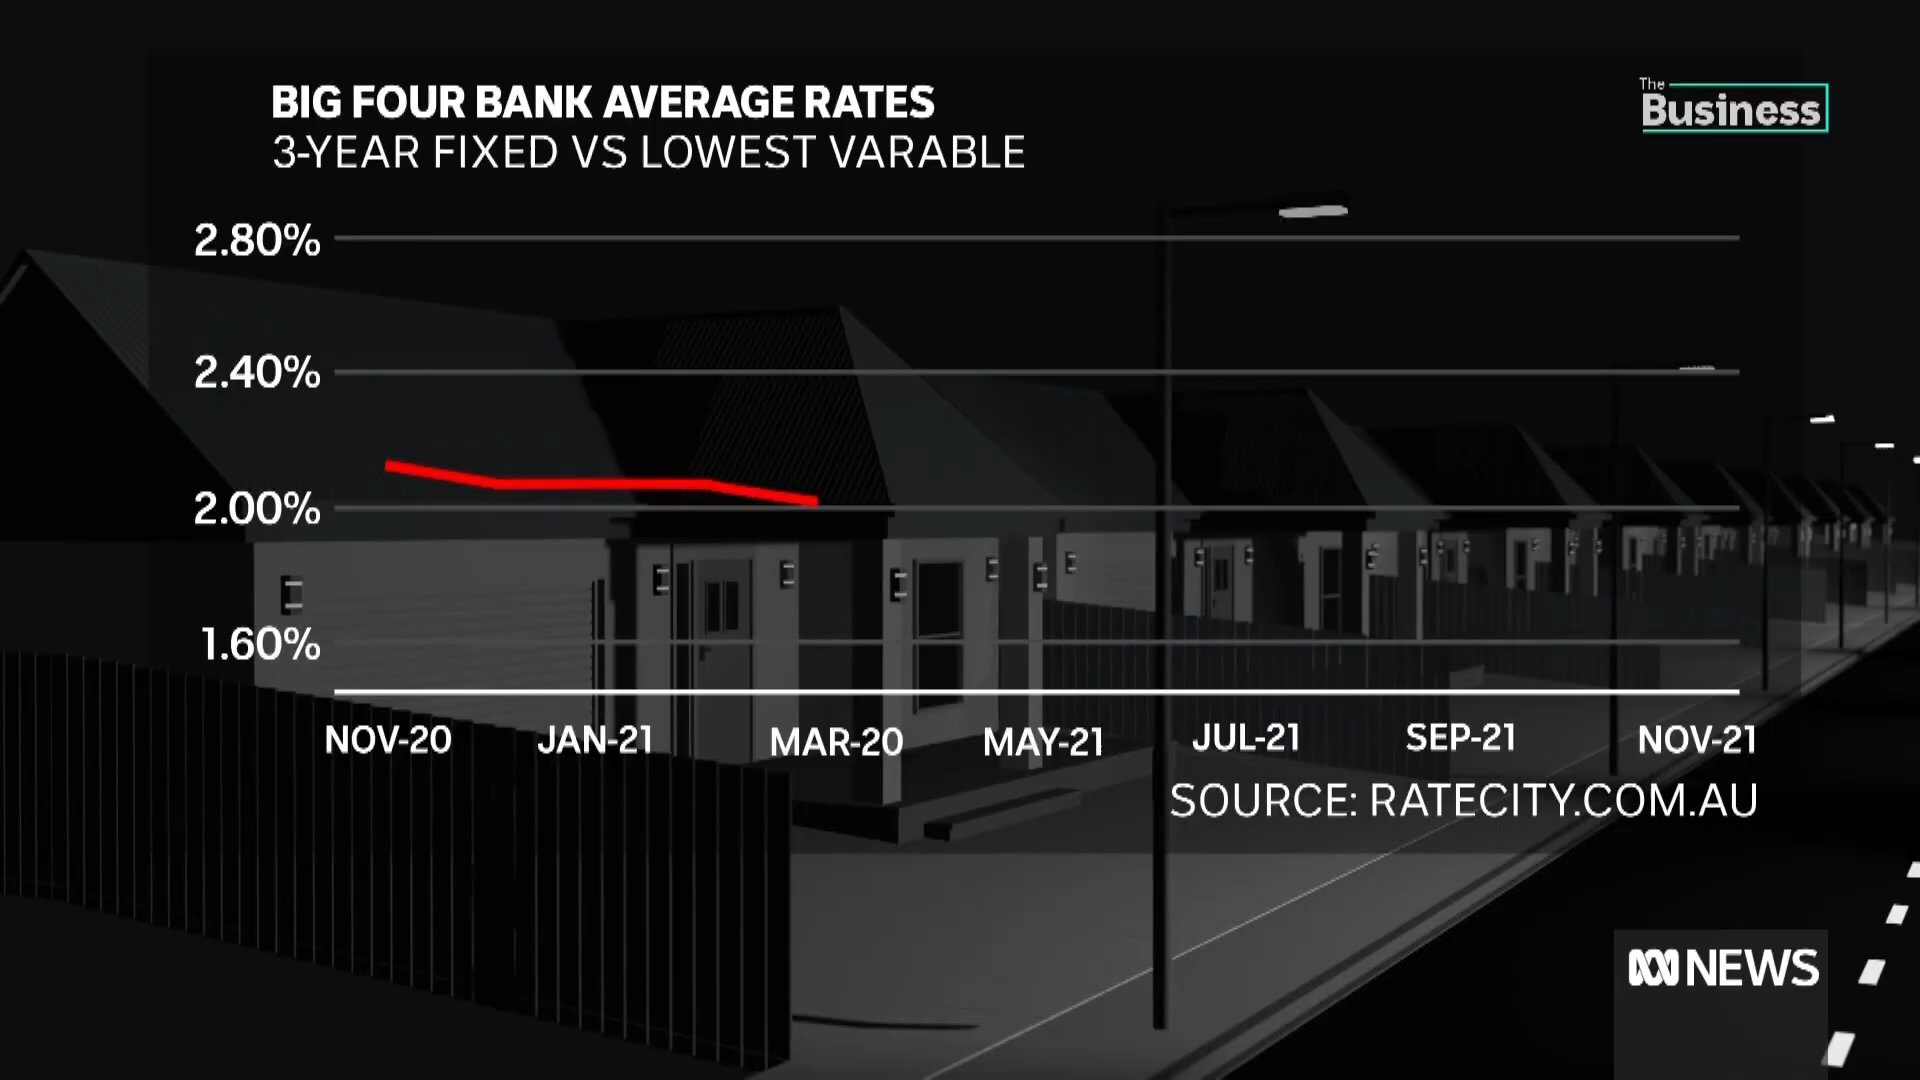 BIG FOUR BANK AVERAGE RATES
3-YEAR FIXED VS LOWEST VARABLE
The
Business
2.80%
2.40%
2.00%
1.60%
NOV-20 JAN-21 MAR-20 MAY-21 JUL-21 SEP-21 NOV-21
SOURCE: RATECITY.COM.AU
NEWS